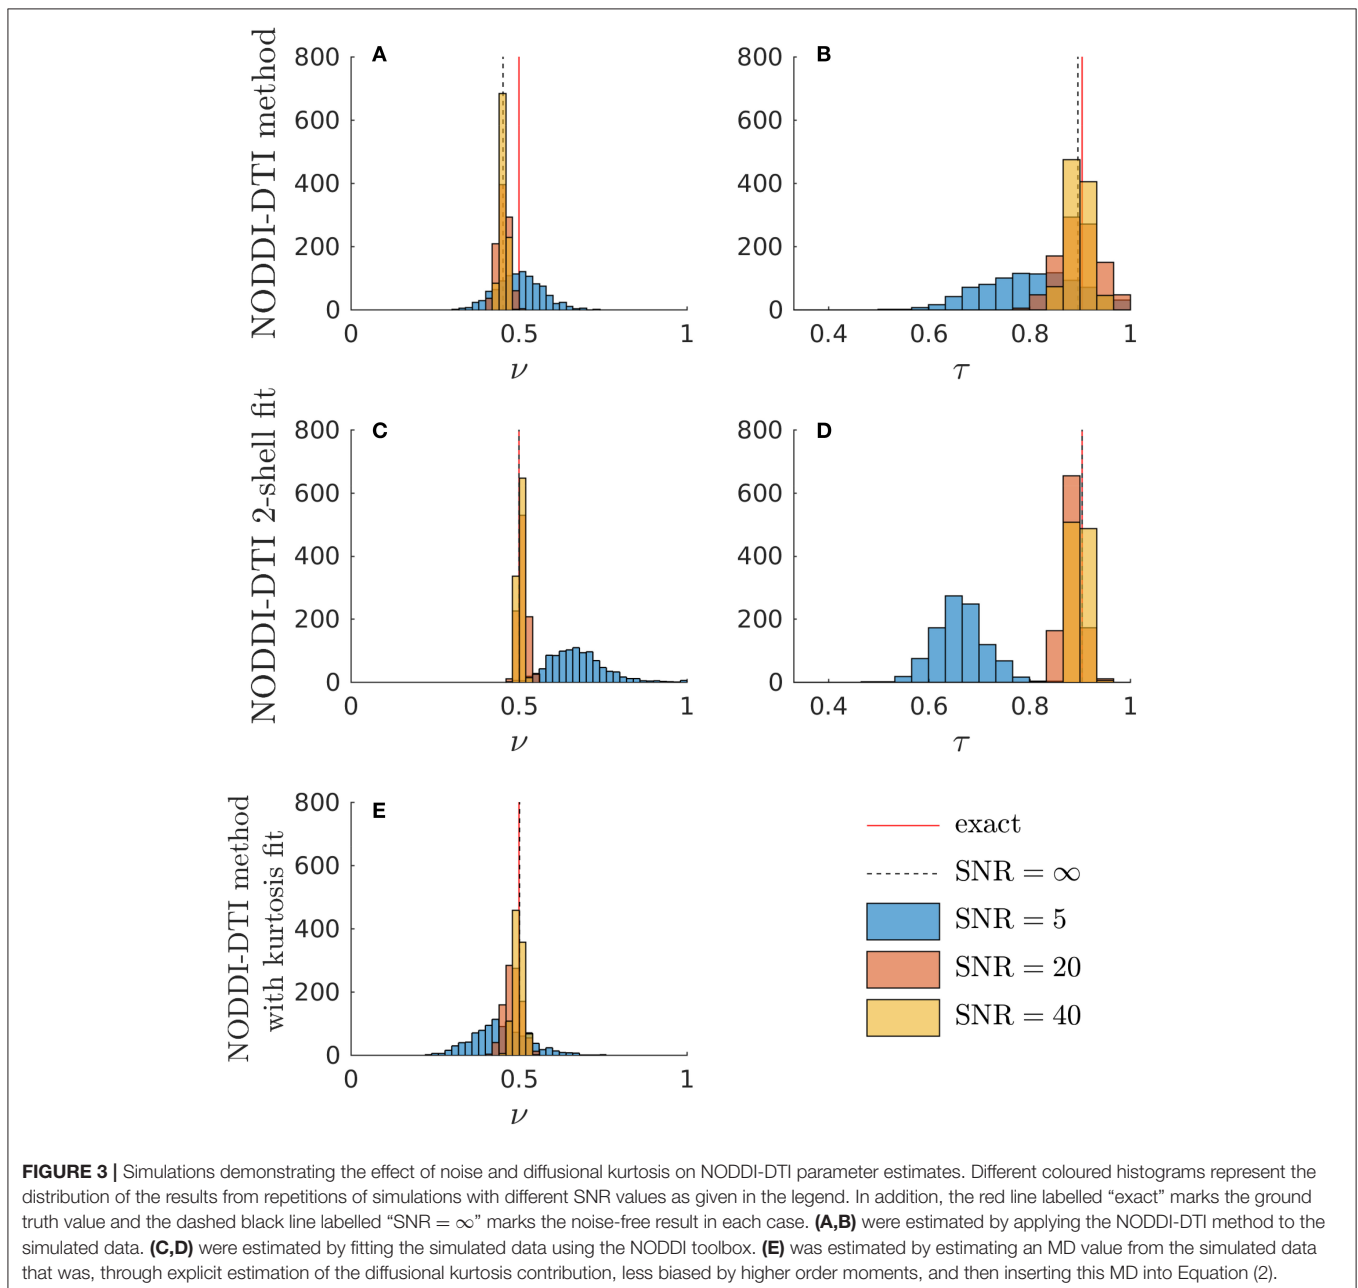 NODDI-DTI method
A
800
600
400
200
0
0
0.5
1
ν
B
800
600
400
200
0
0.4
0.6
0.8
1
τ
NODDI-DTI 2-shell fit
C
800
600
400
200
0
0
0.5
1
ν
D
800
600
400
200
0
0.4
0.6
0.8
1
τ
NODDI-DTI method
with kurtosis fit
E
800
600
400
200
0
0
0.5
1
ν
exact
SNR = ∞
SNR = 5
SNR = 20
SNR = 40
FIGURE 3 | Simulations demonstrating the effect of noise and diffusional kurtosis on NODDI-DTI parameter estimates. Different coloured histograms represent the
distribution of the results from repetitions of simulations with different SNR values as given in the legend. In addition, the red line labelled “exact” marks the ground
truth value and the dashed black line labelled “SNR = ∞” marks the noise-free result in each case. (A,B) were estimated by applying the NODDI-DTI method to the
simulated data. (C,D) were estimated by fitting the simulated data using the NODDI toolbox. (E) was estimated by estimating an MD value from the simulated data
that was, through explicit estimation of the diffusional kurtosis contribution, less biased by higher order moments, and then inserting this MD into Equation (2).